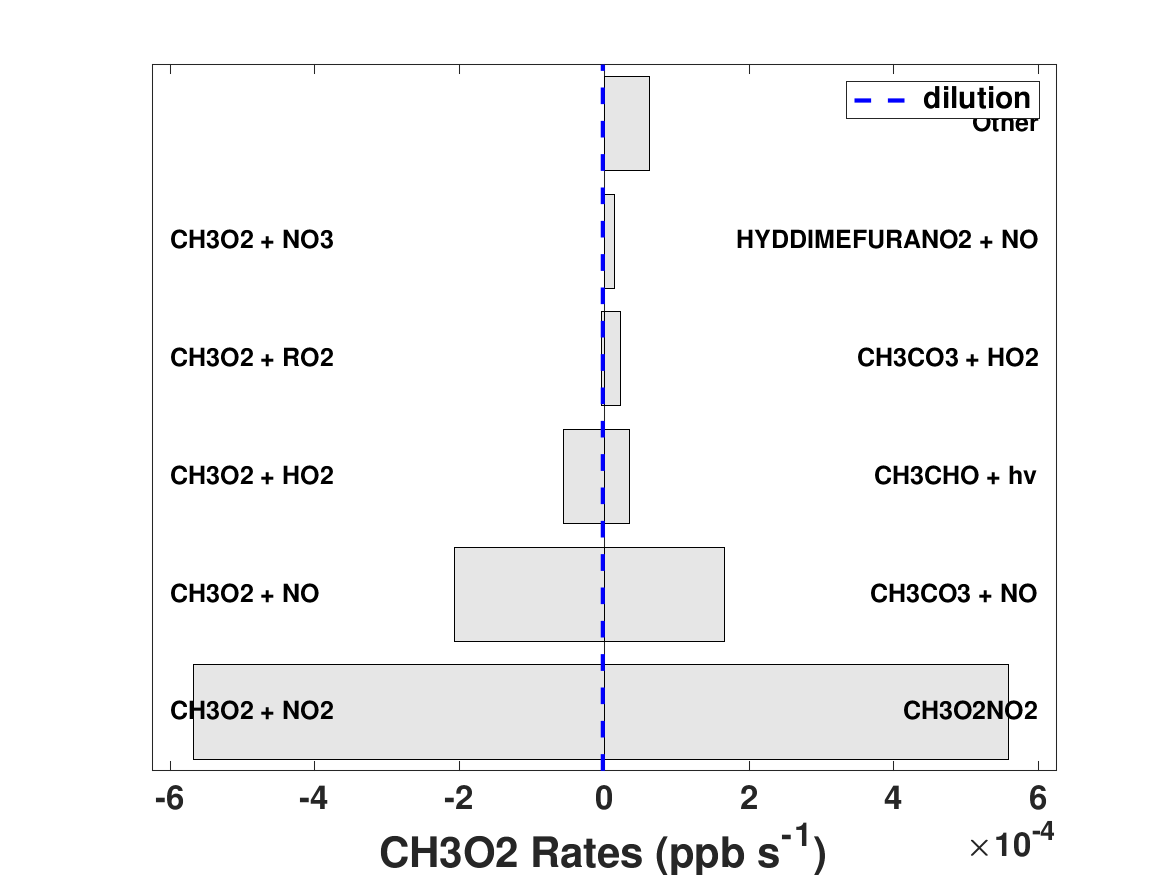 dilution
Other
CH3O2 + NO3 HYDDIMEFURANO2 + NO
CH3O2 + RO2 CH3CO3 + HO2
CH3O2 + HO2 CH3CHO + hv
CH3O2 + NO CH3CO3 + NO
CH3O2 + NO2 CH3O2NO2
-6 -4 -2 0 2 4 6
×10-4
CH3O2 Rates (ppb s-1)